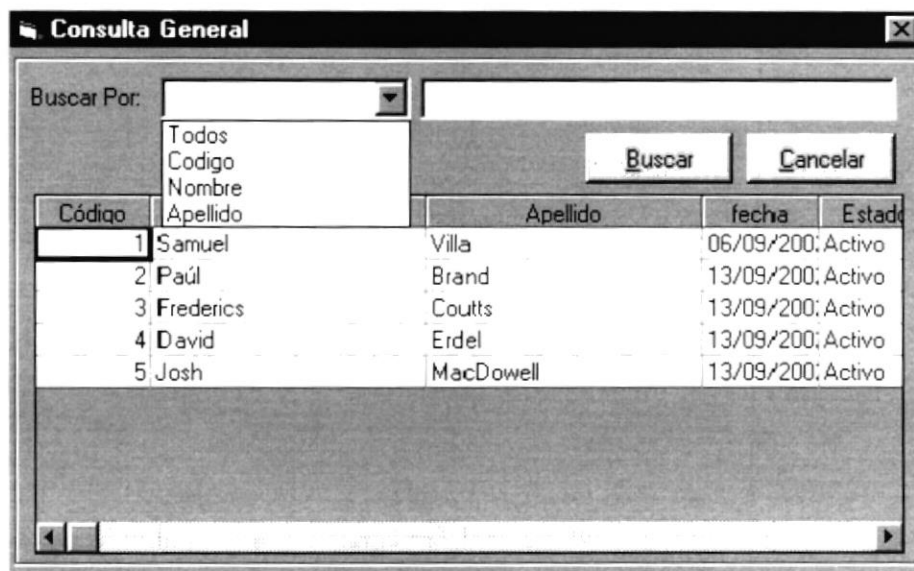 Consulta General
Buscar Por:
Todos
Codigo
Nombre
Apellido
Buscar Cancelar
Código Apellido fecha Estado
1 Samuel Villa 06/09/200 Activo
2 Paúl Brand 13/09/200 Activo
3 Frederics Coutts 13/09/200 Activo
4 David Erdel 13/09/200 Activo
5 Josh MacDowell 13/09/200 Activo